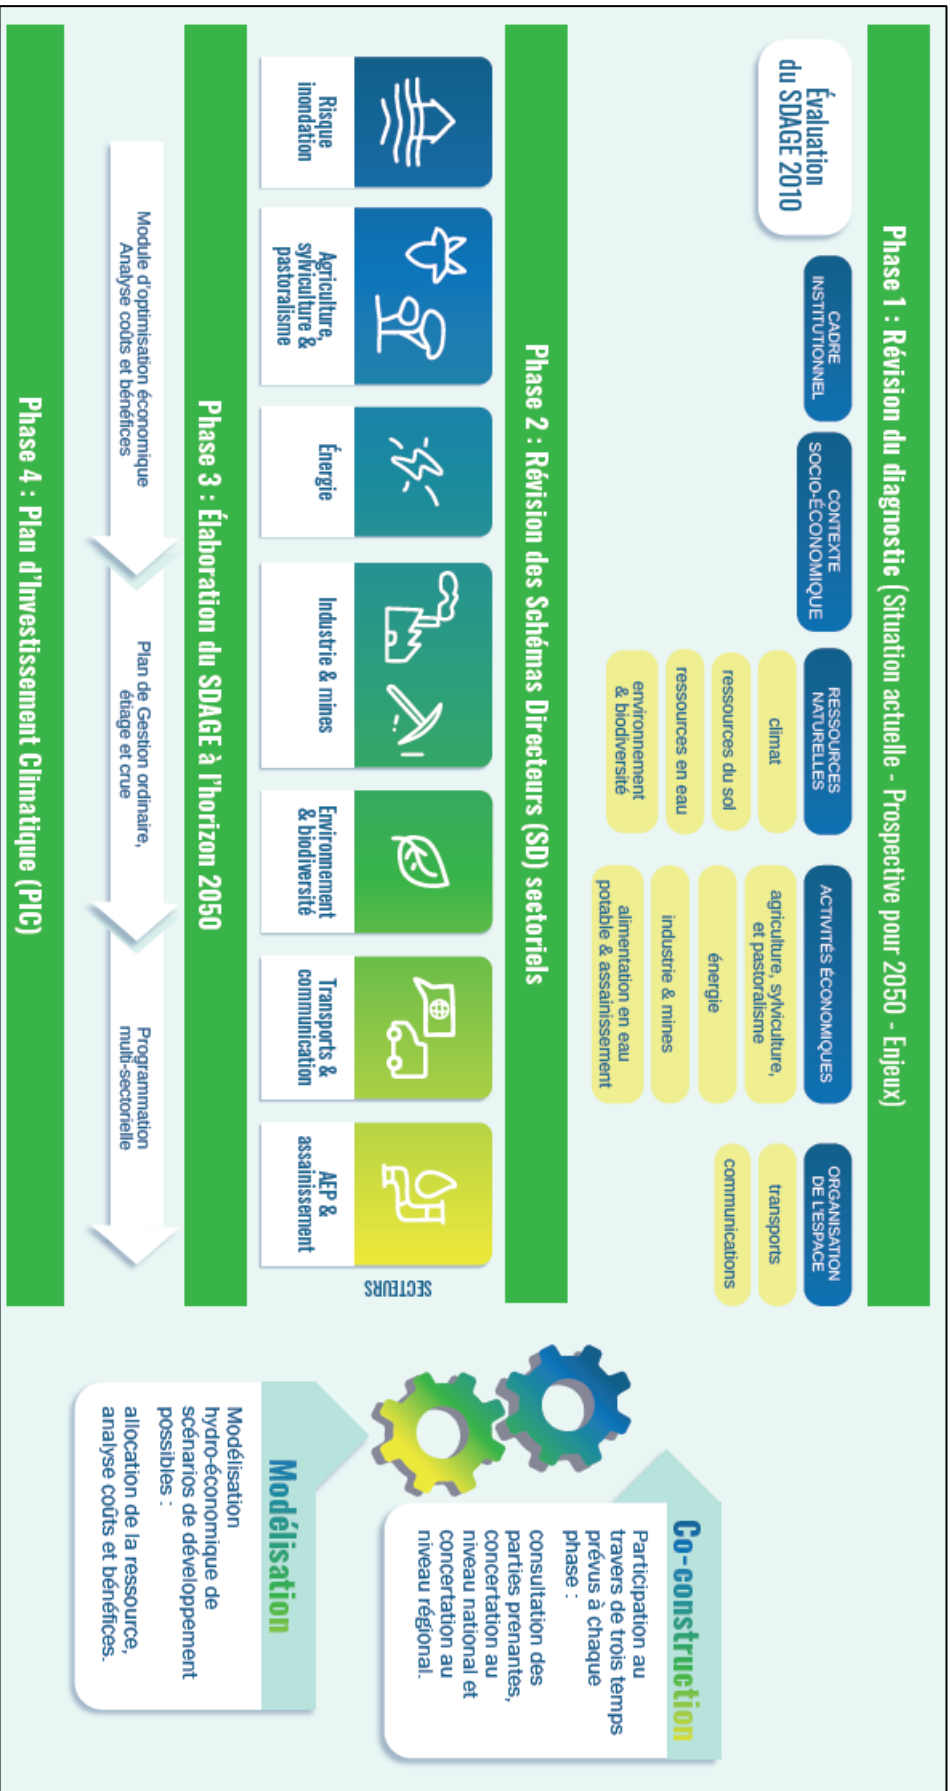 Phase 1 : Révision du diagnostic (Situation actuelle - Prospective pour 2050 - Enjeux)
Évaluation
du SDAGE 2010
CADRE
INSTITUTIONNEL
CONTEXTE
SOCIO-ÉCONOMIQUE
RESSOURCES
NATURELLES
climat
ressources du sol
ressources en eau
environnement
& biodiversité
ACTIVITÉS ÉCONOMIQUES
agriculture, sylviculture,
et pastoralisme
énergie
industrie & mines
alimentation en eau
potable & assainissement
ORGANISATION
DE L'ESPACE
transports
communications
Phase 2 : Révision des Schémas Directeurs (SD) sectoriels
Risque
inondation
Agriculture,
sylviculture &
pastoralisme
Énergie
Industrie & mines
Environnement
& biodiversité
Transports &
communication
AEP &
assainissement
SECTEURS
Phase 3 : Élaboration du SDAGE à l'horizon 2050
Module d'optimisation économique
Analyse coûts et bénéfices
Plan de Gestion ordinaire,
étiage et crue
Programmation
multi-sectorielle
Phase 4 : Plan d'Investissement Climatique (PIC)
Co-construction
Participation au
travers de trois temps
prévus à chaque
phase :
consultation des
parties prenantes,
concertation au
niveau national et
concertation au
niveau régional.
Modélisation
Modélisation
hydro-économique de
scénarios de développement
possibles :
allocation de la ressource,
analyse coûts et bénéfices.